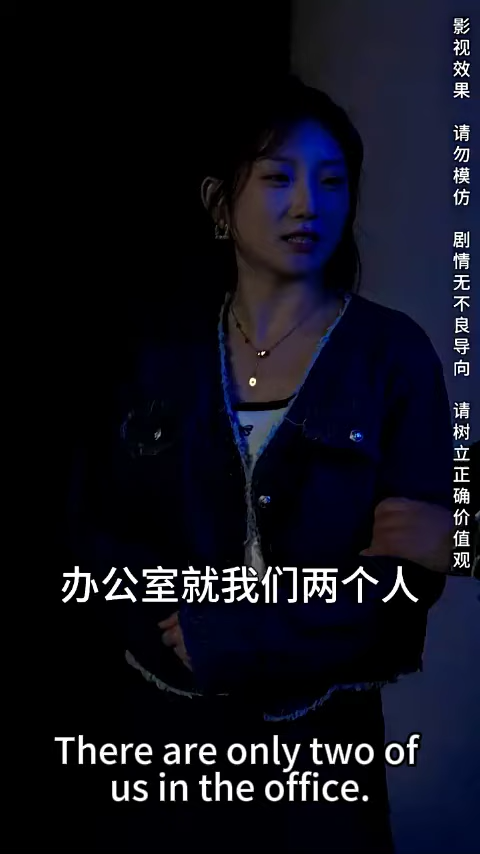 影视效果 请勿模仿 剧情无不良导向 请树立正确价值观
办公室就我们两个人
There are only two of
us in the office.